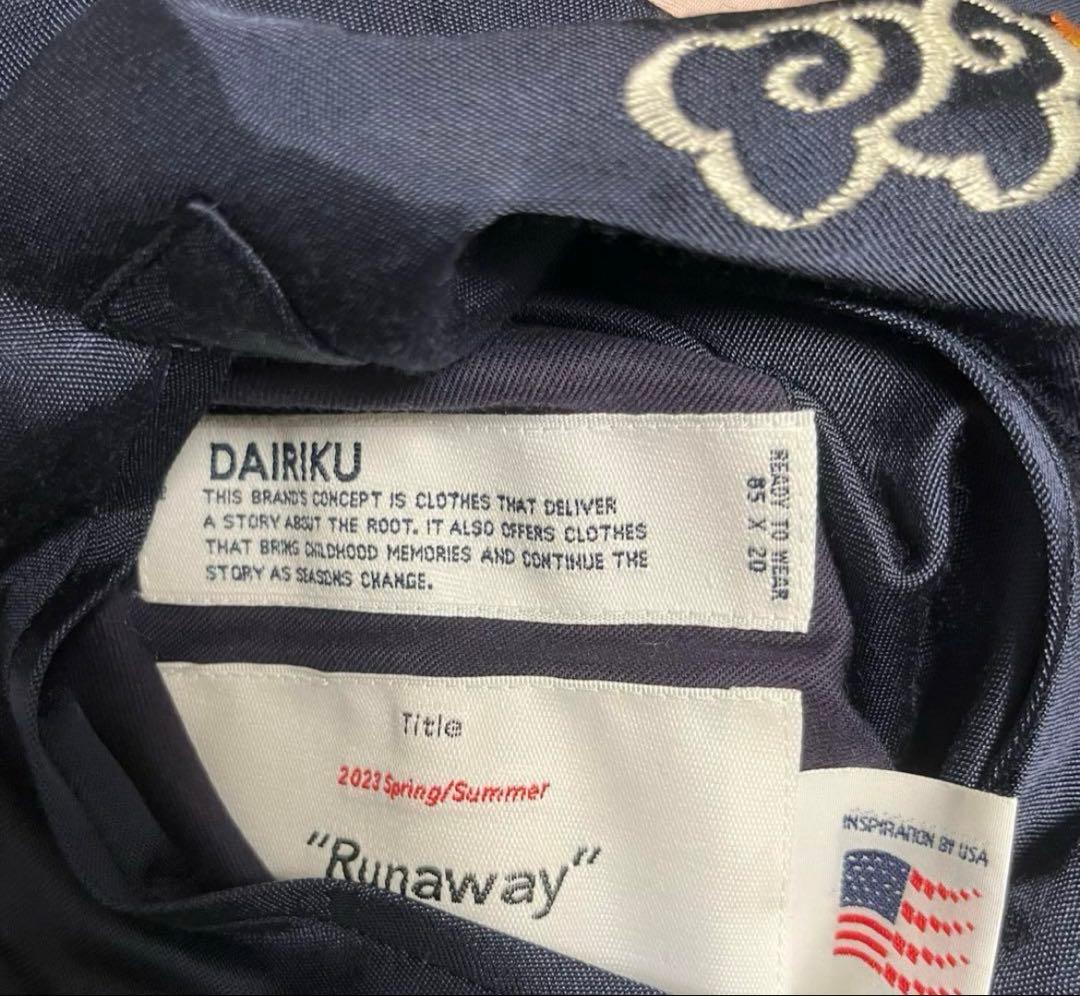 DAIRIKU
THIS BRAND'S CONCEPT IS CLOTHES THAT DELIVER
A STORY ABOUT THE ROOT. IT ALSO OFFERS CLOTHES
THAT BRING CHILDHOOD MEMORIES AND CONTINUE THE
STORY AS SEASONS CHANGE.
READY TO WEAR
85 X 20"
Title
2023 Spring/Summer
"Runaway"
INSPIRATION BY USA